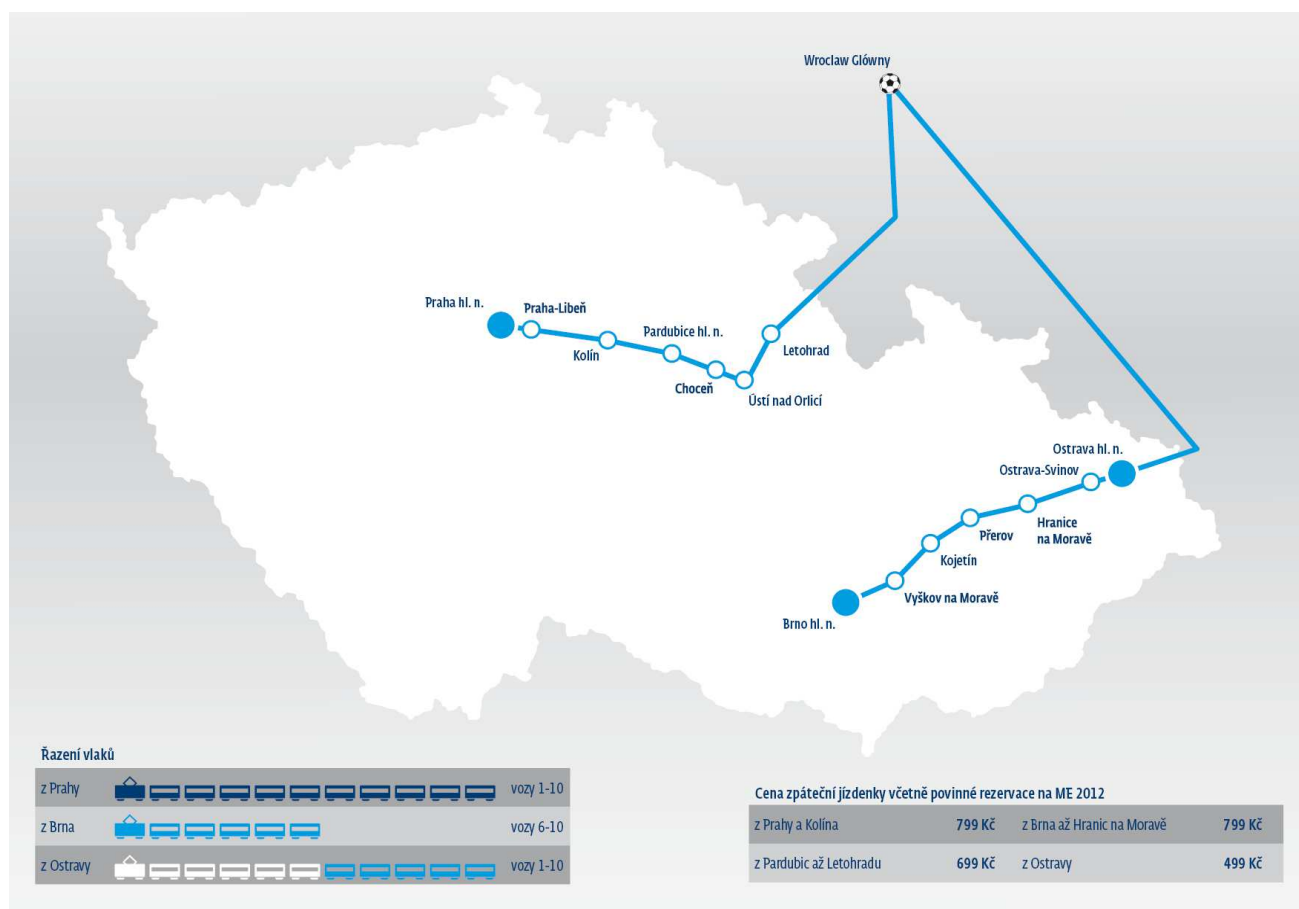 Wroclaw Glówny
Praha hl. n.
Praha-Libeň
Kolín
Pardubice hl. n.
Choceň
Ústí nad Orlicí
Letohrad
Ostrava hl. n.
Ostrava-Svinov
Hranice
na Moravě
Přerov
Kojetín
Vyškov na Moravě
Brno hl. n.
Řazení vlaků
z Prahy vozy 1-10
z Brna vozy 6-10
z Ostravy vozy 1-10
Cena zpáteční jízdenky včetně povinné rezervace na ME 2012
z Prahy a Kolína 799 Kč z Brna až Hranic na Moravě 799 Kč
z Pardubic až Letohradu 699 Kč z Ostravy 499 Kč